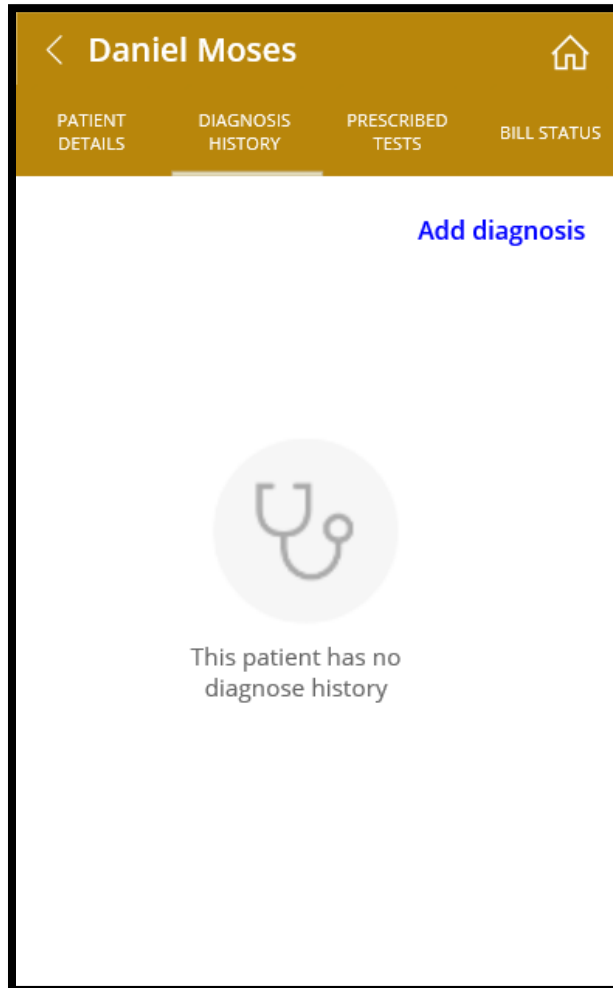 Daniel Moses
PATIENT
DETAILS
DIAGNOSIS
HISTORY
PRESCRIBED
TESTS
BILL STATUS
Add diagnosis
This patient has no
diagnose history